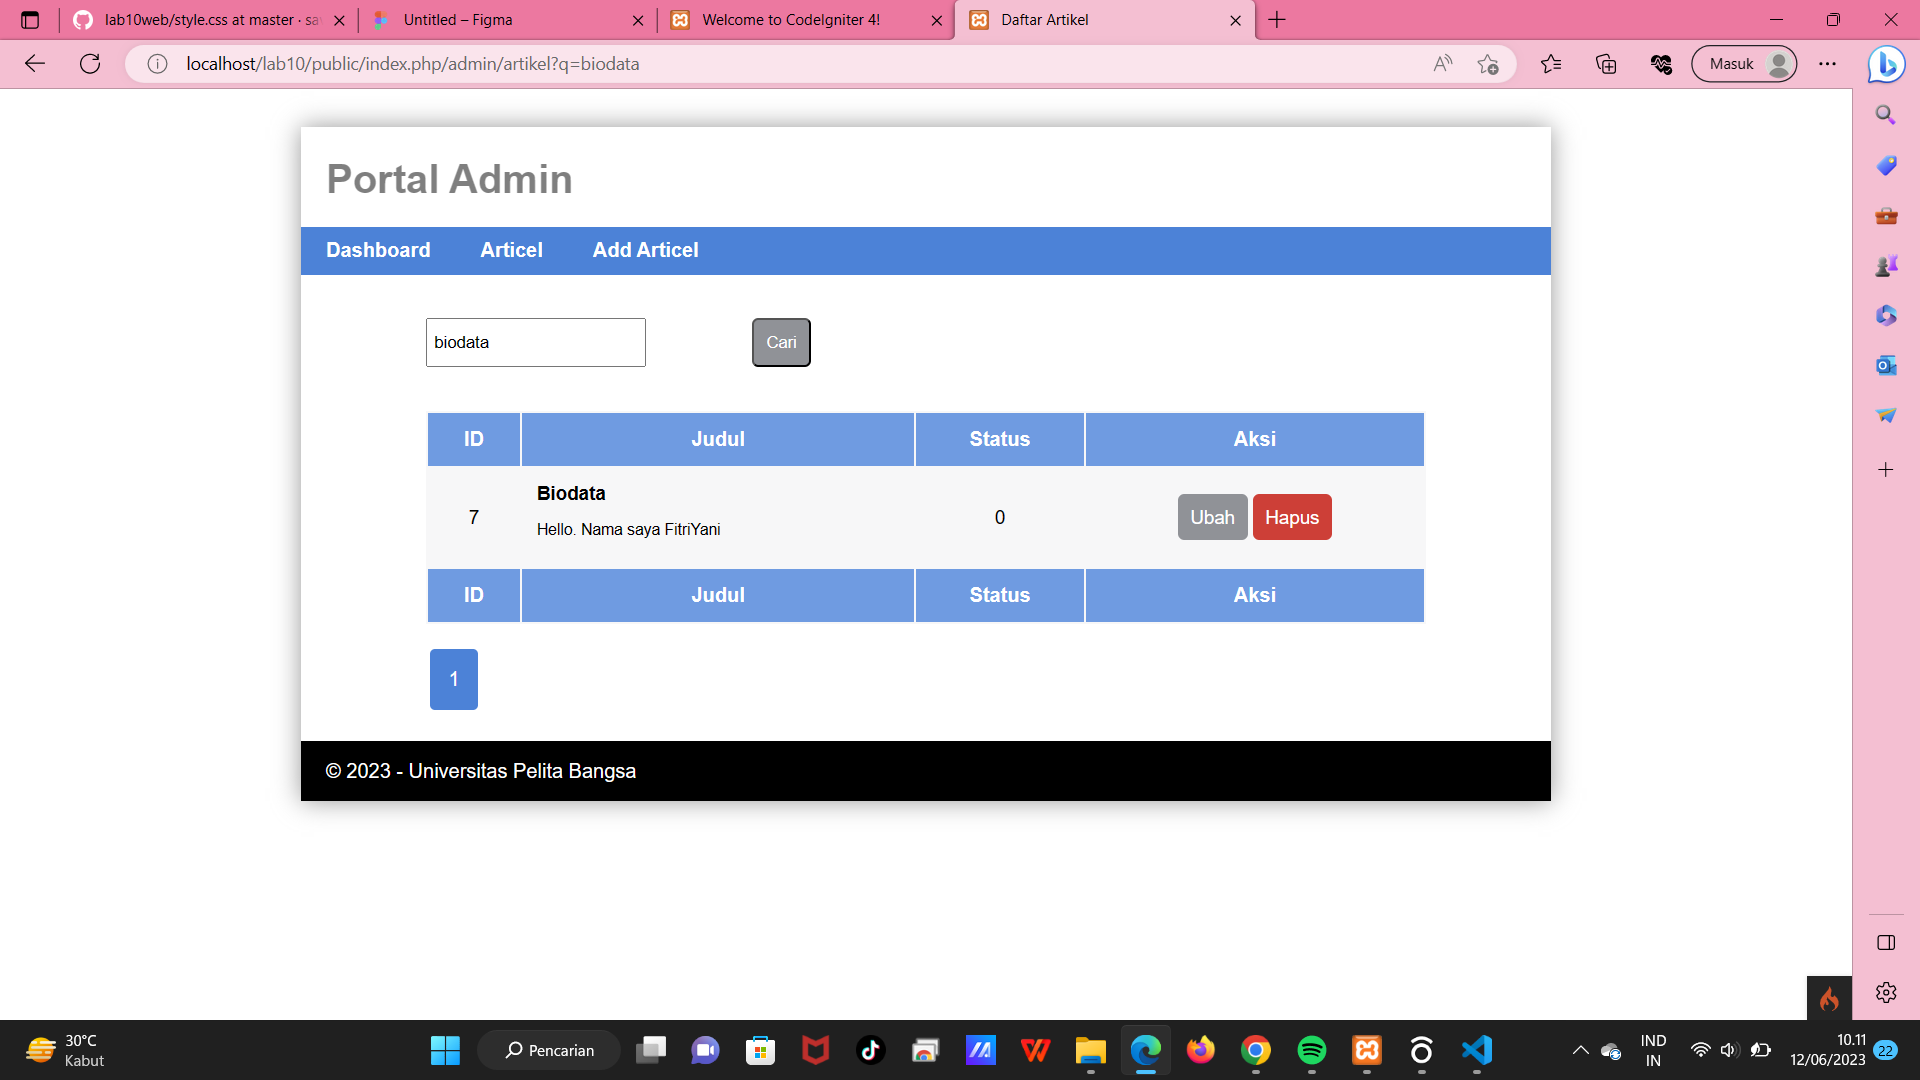 lab10web/style.css at master · sa
Untitled – Figma
Welcome to CodeIgniter 4!
Daftar Artikel
localhost/lab10/public/index.php/admin/artikel?q=biodata
Masuk
Portal Admin
Dashboard Articel Add Articel
biodata Cari
ID Judul Status Aksi
7 Biodata 0 Ubah Hapus
Hello. Nama saya FitriYani
ID Judul Status Aksi
1
© 2023 - Universitas Pelita Bangsa
30°C
Kabut
Pencarian
IND
IN
10.11
12/06/2023
22